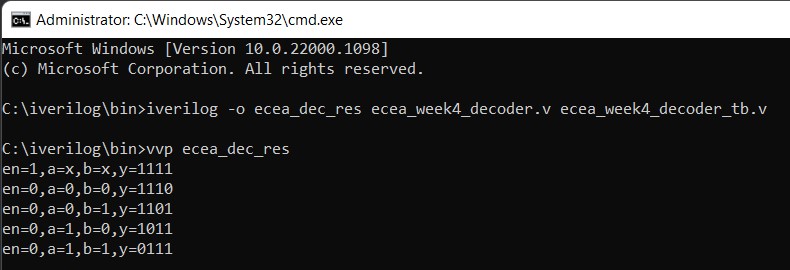 Administrator: C:\Windows\System32\cmd.exe
Microsoft Windows [Version 10.0.22000.1098]
(c) Microsoft Corporation. All rights reserved.
C:\iverilog\bin>iverilog -o ecea_dec_res ecea_week4_decoder.v ecea_week4_decoder_tb.v
C:\iverilog\bin>vvp ecea_dec_res
en=1,a=x,b=x,y=1111
en=0,a=0,b=0,y=1110
en=0,a=0,b=1,y=1101
en=0,a=1,b=0,y=1011
en=0,a=1,b=1,y=0111